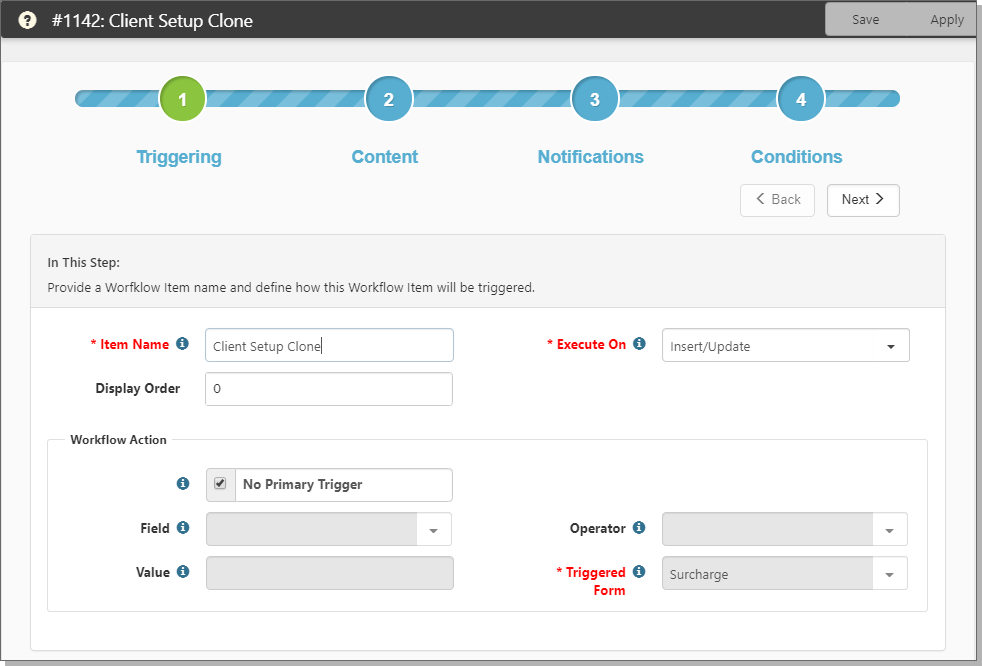 ? #1142: Client Setup Clone Save Apply
1 2 3 4
Triggering Content Notifications Conditions
Back Next
In This Step:
Provide a Worfklow Item name and define how this Workflow Item will be triggered.
* Item Name Client Setup Clone * Execute On Insert/Update
Display Order 0
Workflow Action
No Primary Trigger
Field Operator
Value * Triggered Form Surcharge